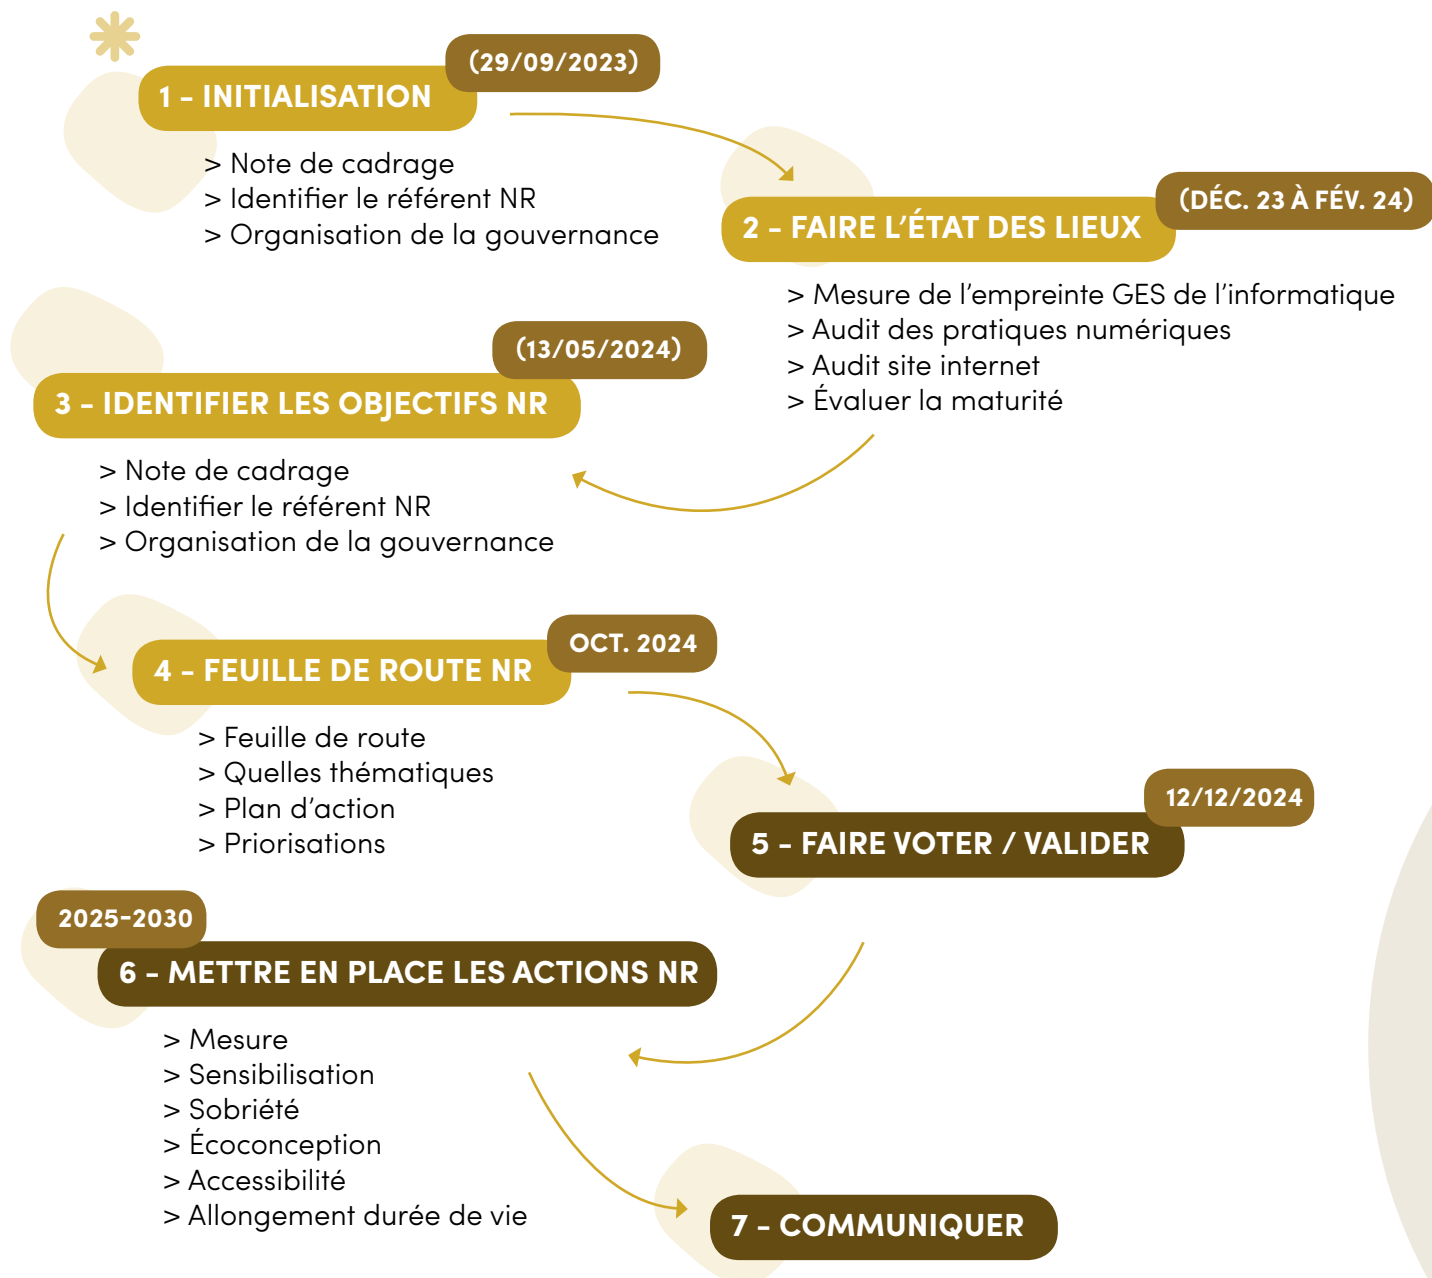 (29/09/2023)
1 - INITIALISATION
> Note de cadrage
> Identifier le référent NR
> Organisation de la gouvernance
(DÉC. 23 À FÉV. 24)
2 - FAIRE L'ÉTAT DES LIEUX
> Mesure de l'empreinte GES de l'informatique
> Audit des pratiques numériques
> Audit site internet
> Évaluer la maturité
(13/05/2024)
3 - IDENTIFIER LES OBJECTIFS NR
> Note de cadrage
> Identifier le référent NR
> Organisation de la gouvernance
OCT. 2024
4 - FEUILLE DE ROUTE NR
> Feuille de route
> Quelles thématiques
> Plan d'action
> Priorisations
12/12/2024
5 - FAIRE VOTER / VALIDER
2025-2030
6 - METTRE EN PLACE LES ACTIONS NR
> Mesure
> Sensibilisation
> Sobriété
> Écoconception
> Accessibilité
> Allongement durée de vie
7 - COMMUNIQUER